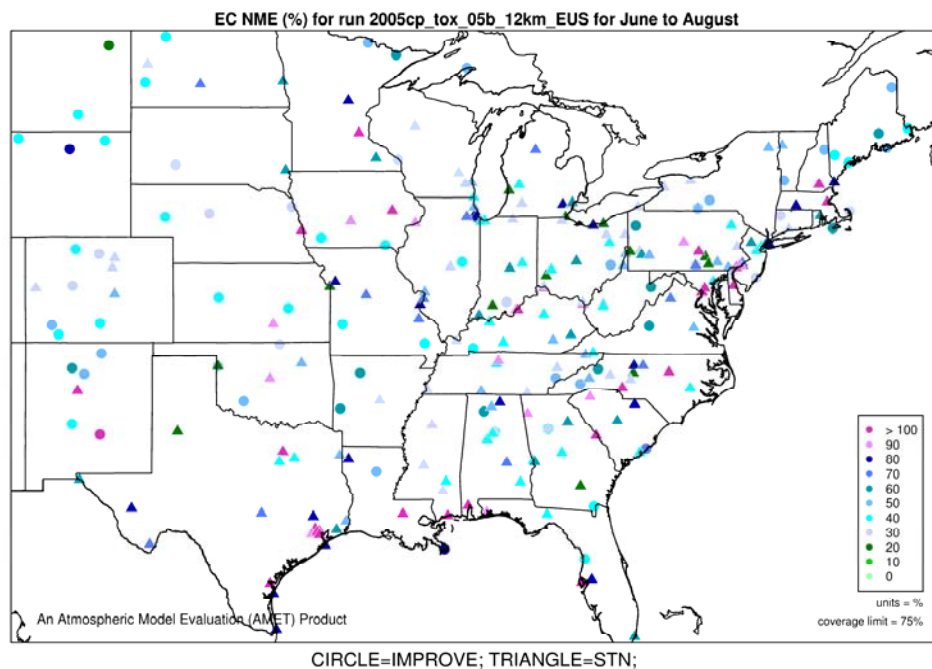 EC NME (%) for run 2005cp_tox_05b_12km_EUS for June to August
> 100
90
80
70
60
50
40
30
20
10
0
units = %
coverage limit = 75%
An Atmospheric Model Evaluation (AMET) Product
CIRCLE=IMPROVE; TRIANGLE=STN;